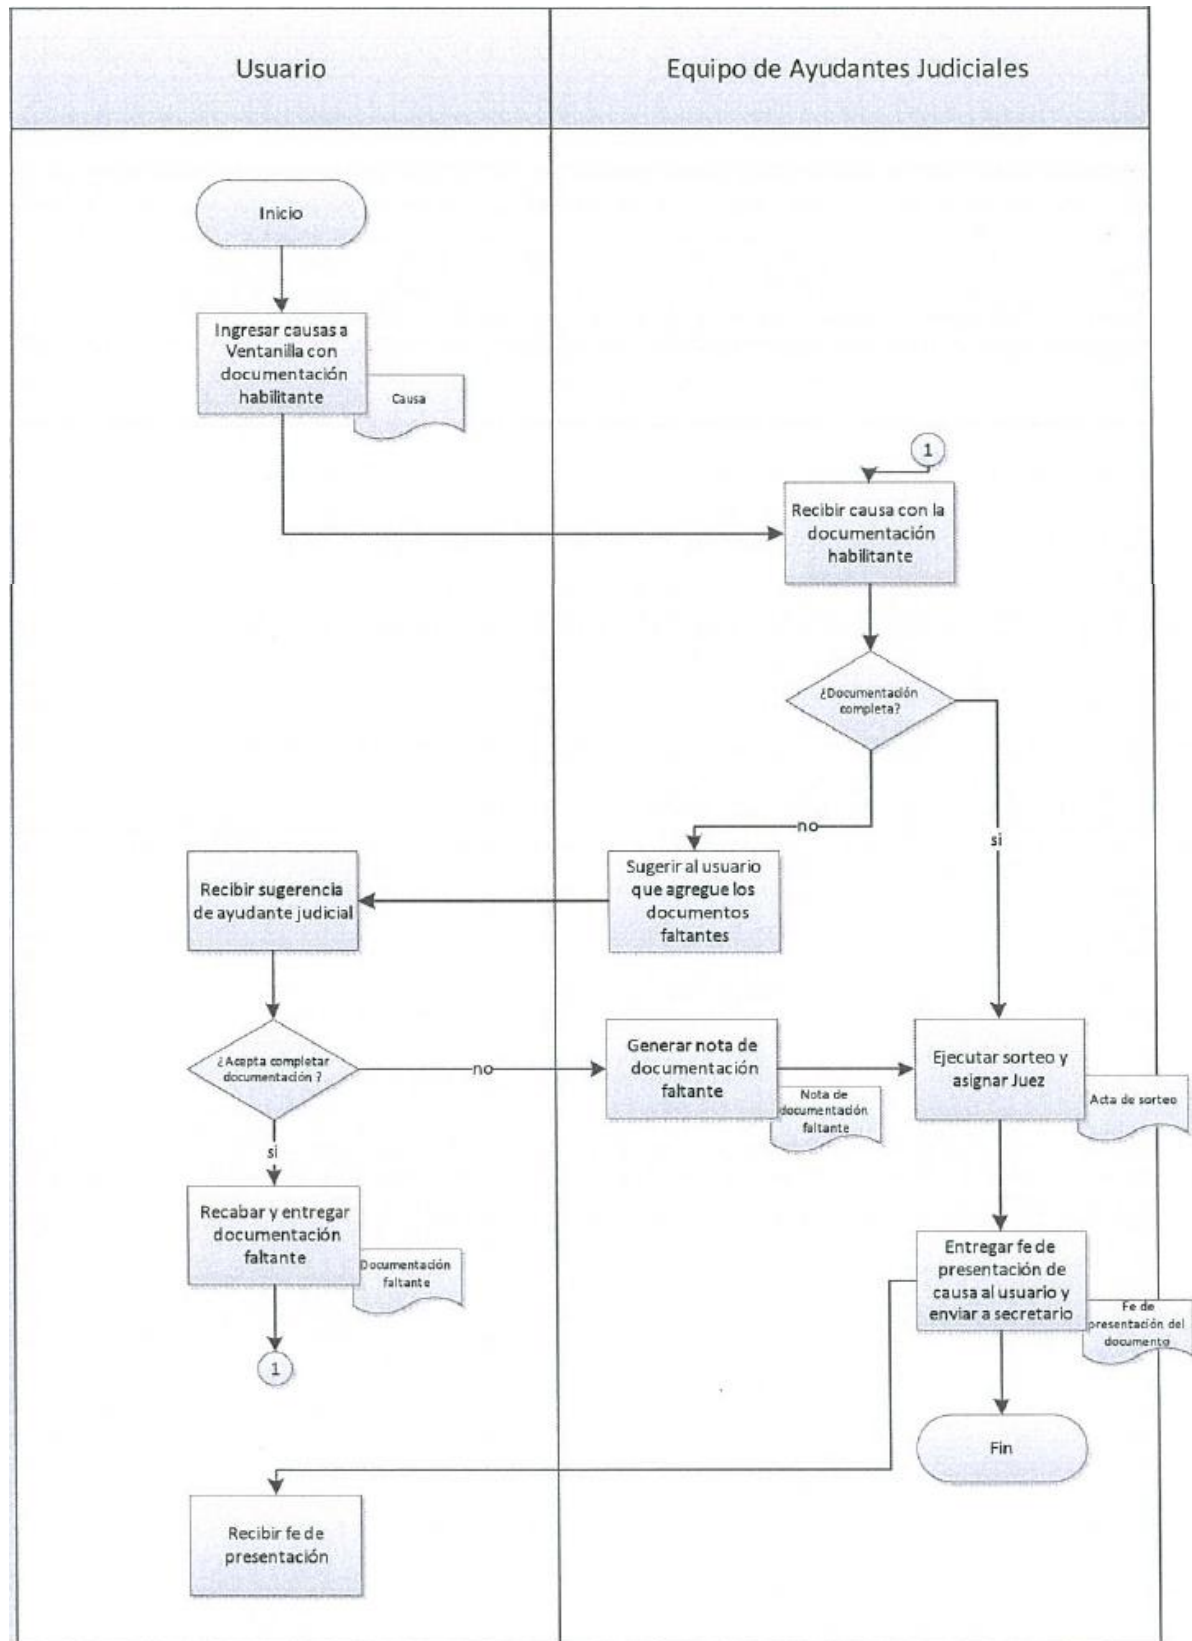 Usuario
Equipo de Ayudantes Judiciales
Inicio
Ingresar causas a
Ventanilla con
documentación
habilitante
Causa
1
Recibir causa con la
documentación
habilitante
¿Documentación
completa?
no
si
Sugerir al usuario
que agregue los
documentos
faltantes
Recibir sugerencia
de ayudante judicial
¿Acepta completar
documentación ?
no
Generar nota de
documentación
faltante
Nota de
documentación
faltante
Ejecutar sorteo y
asignar Juez
Acta de sorteo
si
Recabar y entregar
documentación
faltante
Documentación
faltante
1
Entregar fe de
presentación de
causa al usuario y
enviar a secretario
Fe de
presentación del
documento
Fin
Recibir fe de
presentación